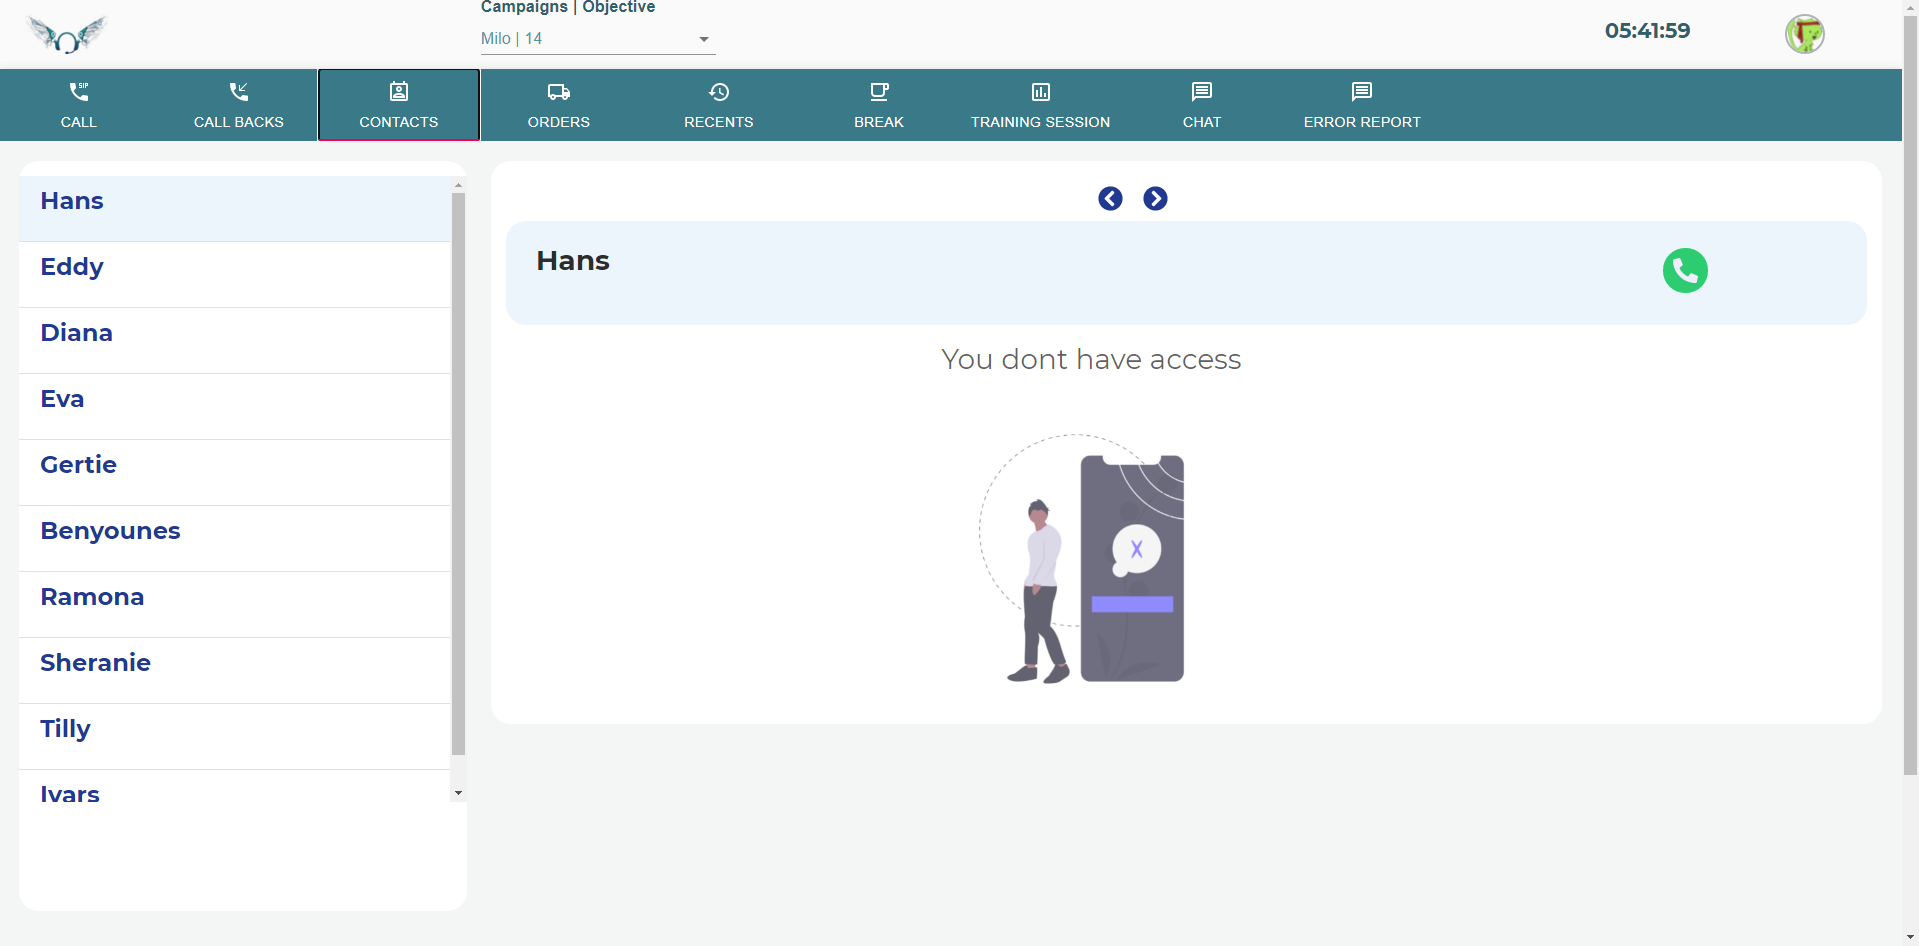 Campaigns | Objective
Milo | 14
05:41:59
SIP
CALL
CALL BACKS
CONTACTS
ORDERS
RECENTS
BREAK
TRAINING SESSION
CHAT
ERROR REPORT
Hans
Eddy
Diana
Eva
Gertie
Benyounes
Ramona
Sheranie
Tilly
Ivars
Hans
You dont have access
X